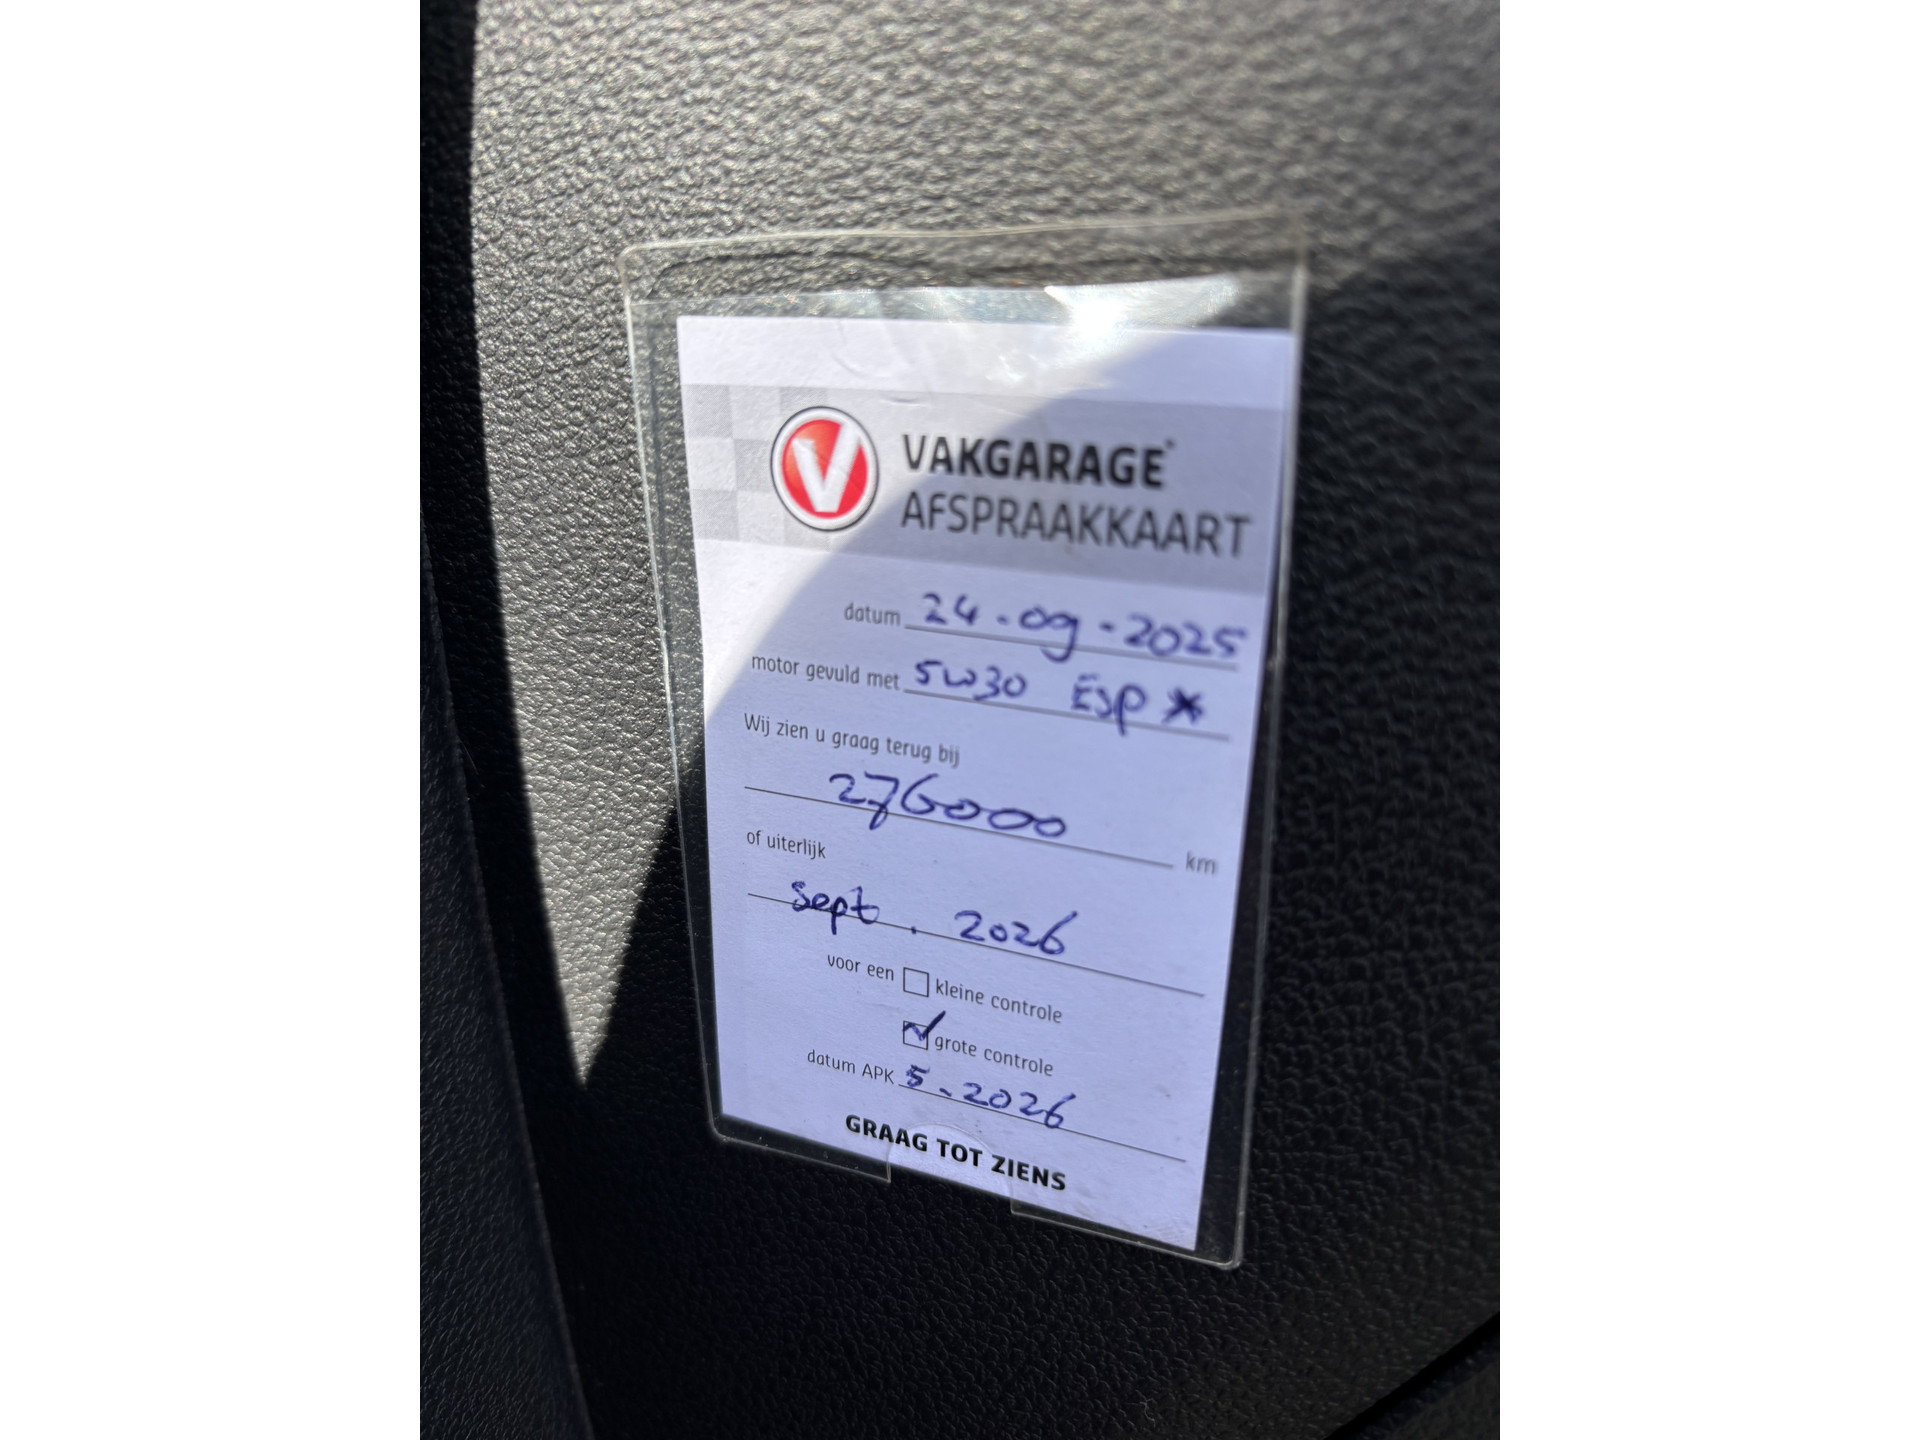 V
VAKGARAGE®
AFSPRAAKKAART
datum 24-09-2025
motor gevuld met 5W30 ESP *
Wij zien u graag terug bij
276000 km
of uiterlijk
sept. 2026
voor een ☐ kleine controle
☑ grote controle
datum APK 5-2026
GRAAG TOT ZIENS